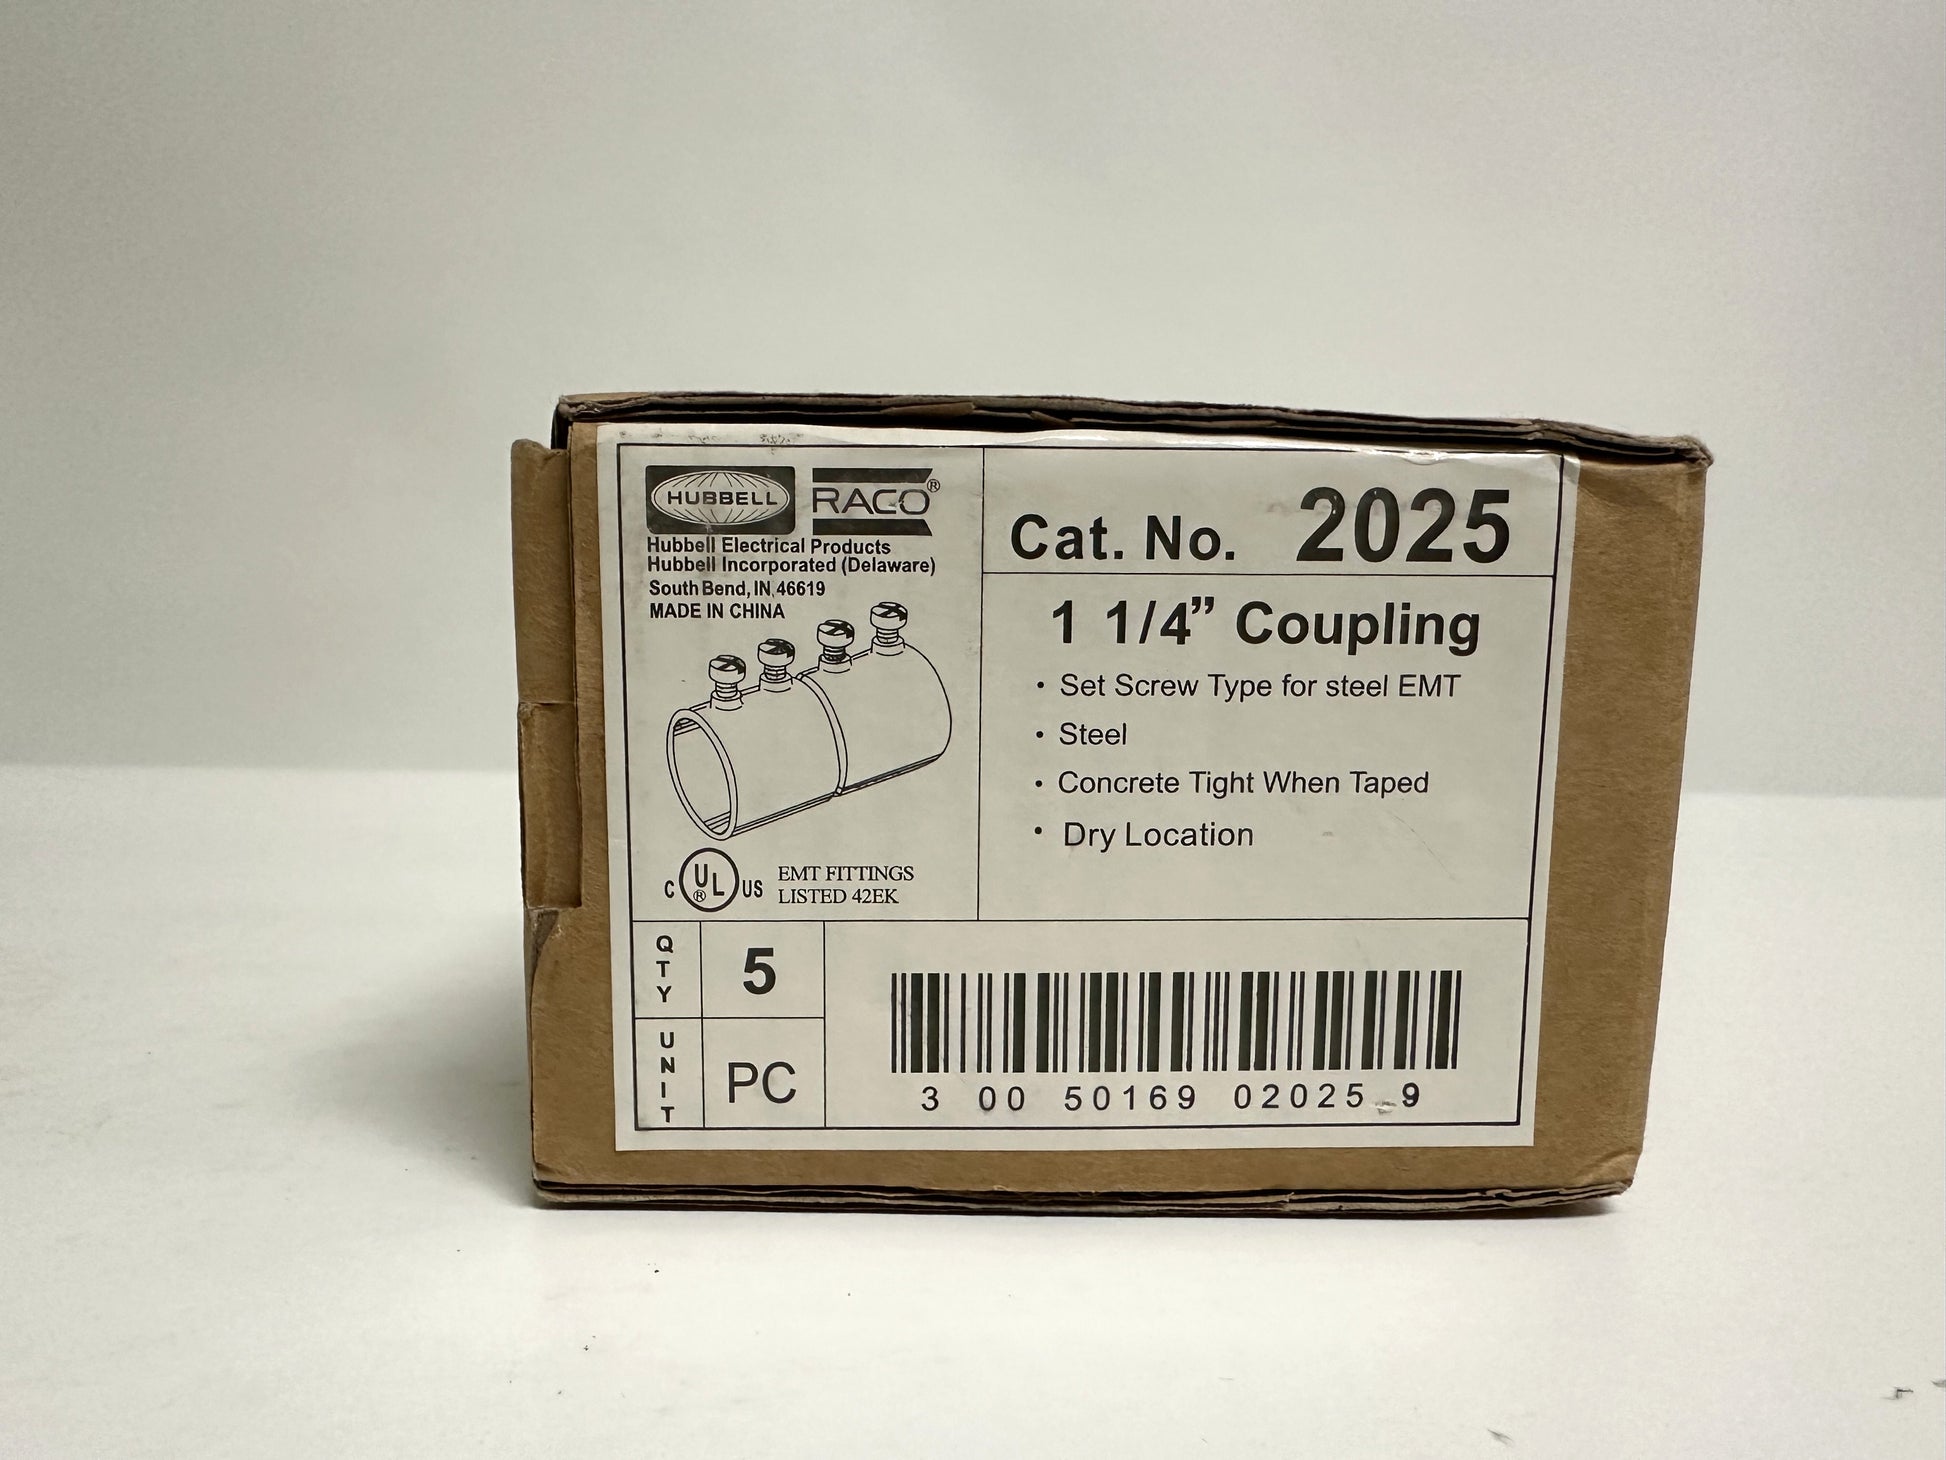 HUBBELL RACO®
Hubbell Electrical Products
Hubbell Incorporated (Delaware)
South Bend, IN, 46619
MADE IN CHINA
C UL® US
EMT FITTINGS
LISTED 42EK
Cat. No. 2025
1 1/4” Coupling
• Set Screw Type for steel EMT
• Steel
• Concrete Tight When Taped
• Dry Location
QTY 5
UNIT PC
3 00 50169 02025 9